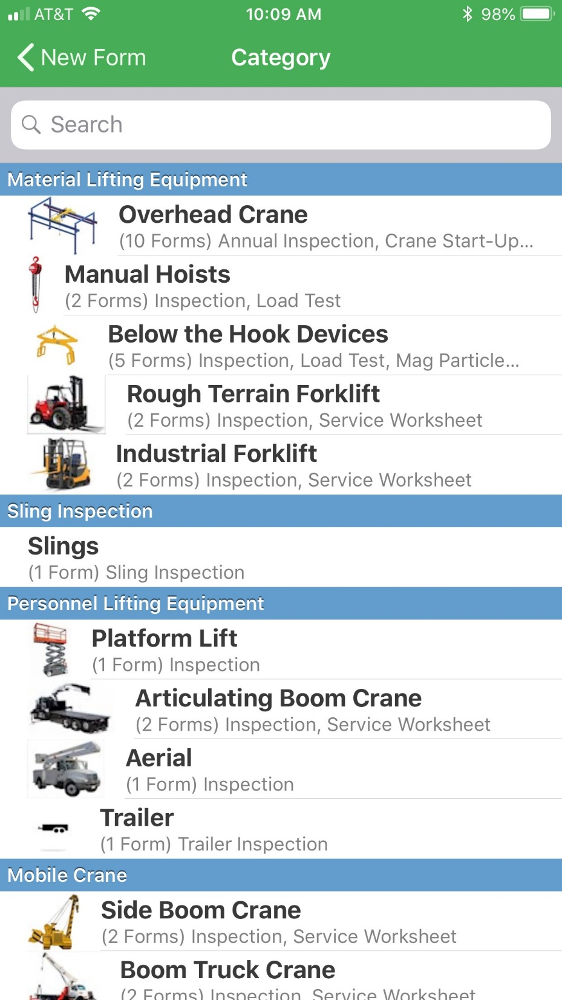 AT&T 10:09 AM 98%
New Form Category
Search
Material Lifting Equipment
Overhead Crane
(10 Forms) Annual Inspection, Crane Start-Up...
Manual Hoists
(2 Forms) Inspection, Load Test
Below the Hook Devices
(5 Forms) Inspection, Load Test, Mag Particle...
Rough Terrain Forklift
(2 Forms) Inspection, Service Worksheet
Industrial Forklift
(2 Forms) Inspection, Service Worksheet
Sling Inspection
Slings
(1 Form) Sling Inspection
Personnel Lifting Equipment
Platform Lift
(1 Form) Inspection
Articulating Boom Crane
(2 Forms) Inspection, Service Worksheet
Aerial
(1 Form) Inspection
Trailer
(1 Form) Trailer Inspection
Mobile Crane
Side Boom Crane
(2 Forms) Inspection, Service Worksheet
Boom Truck Crane
(2 Forms) Inspection, Service Worksheet